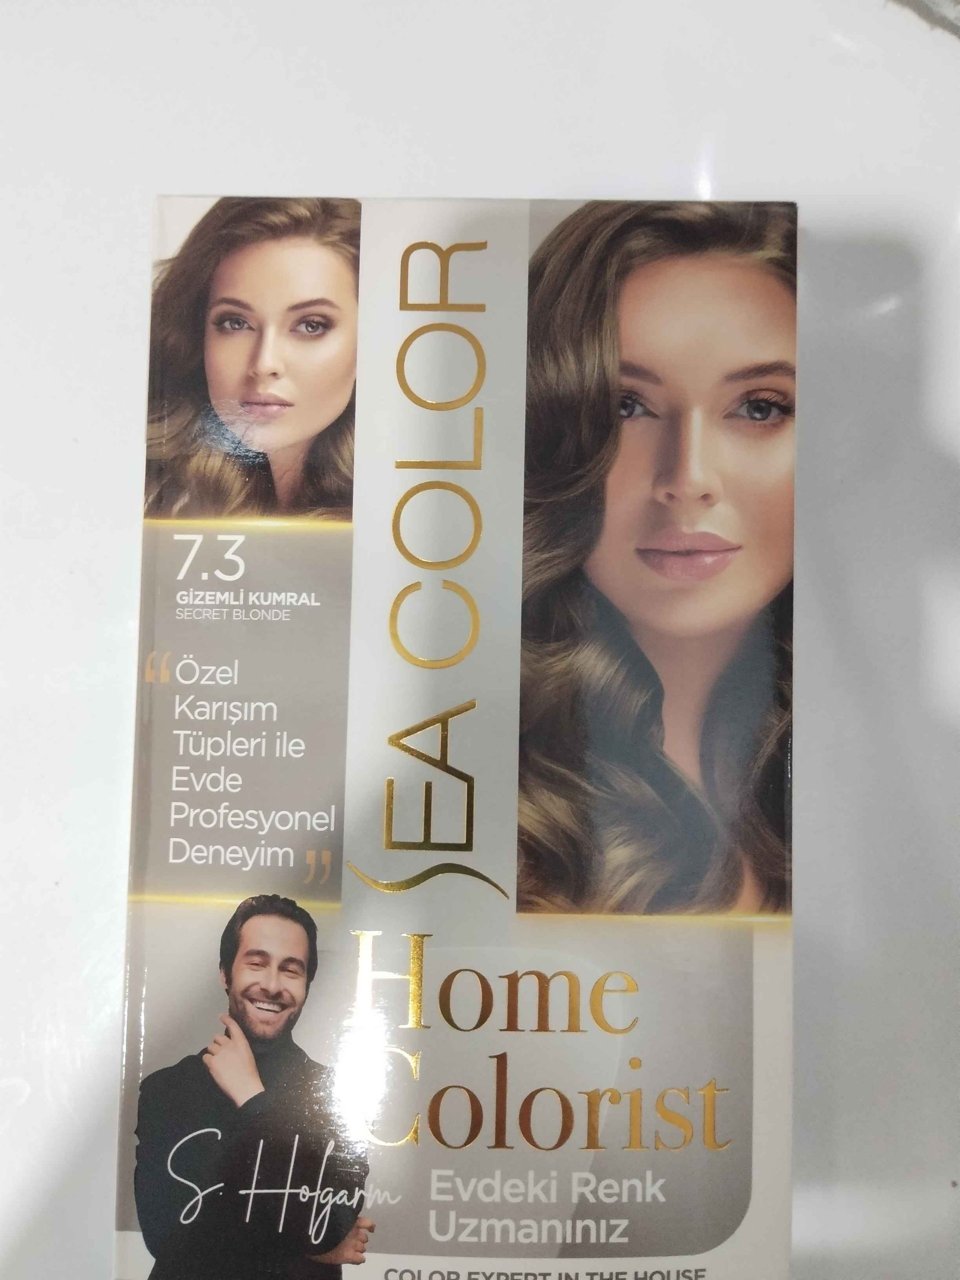 SEA COLOR
7.3
GİZEMLİ KUMRAL
SECRET BLONDE
“Özel
Karışım
Tüpleri ile
Evde
Profesyonel
Deneyim”
Home
Colorist
S. Holgarm
Evdeki Renk
Uzmanınız
COLOR EXPERT IN THE HOUSE